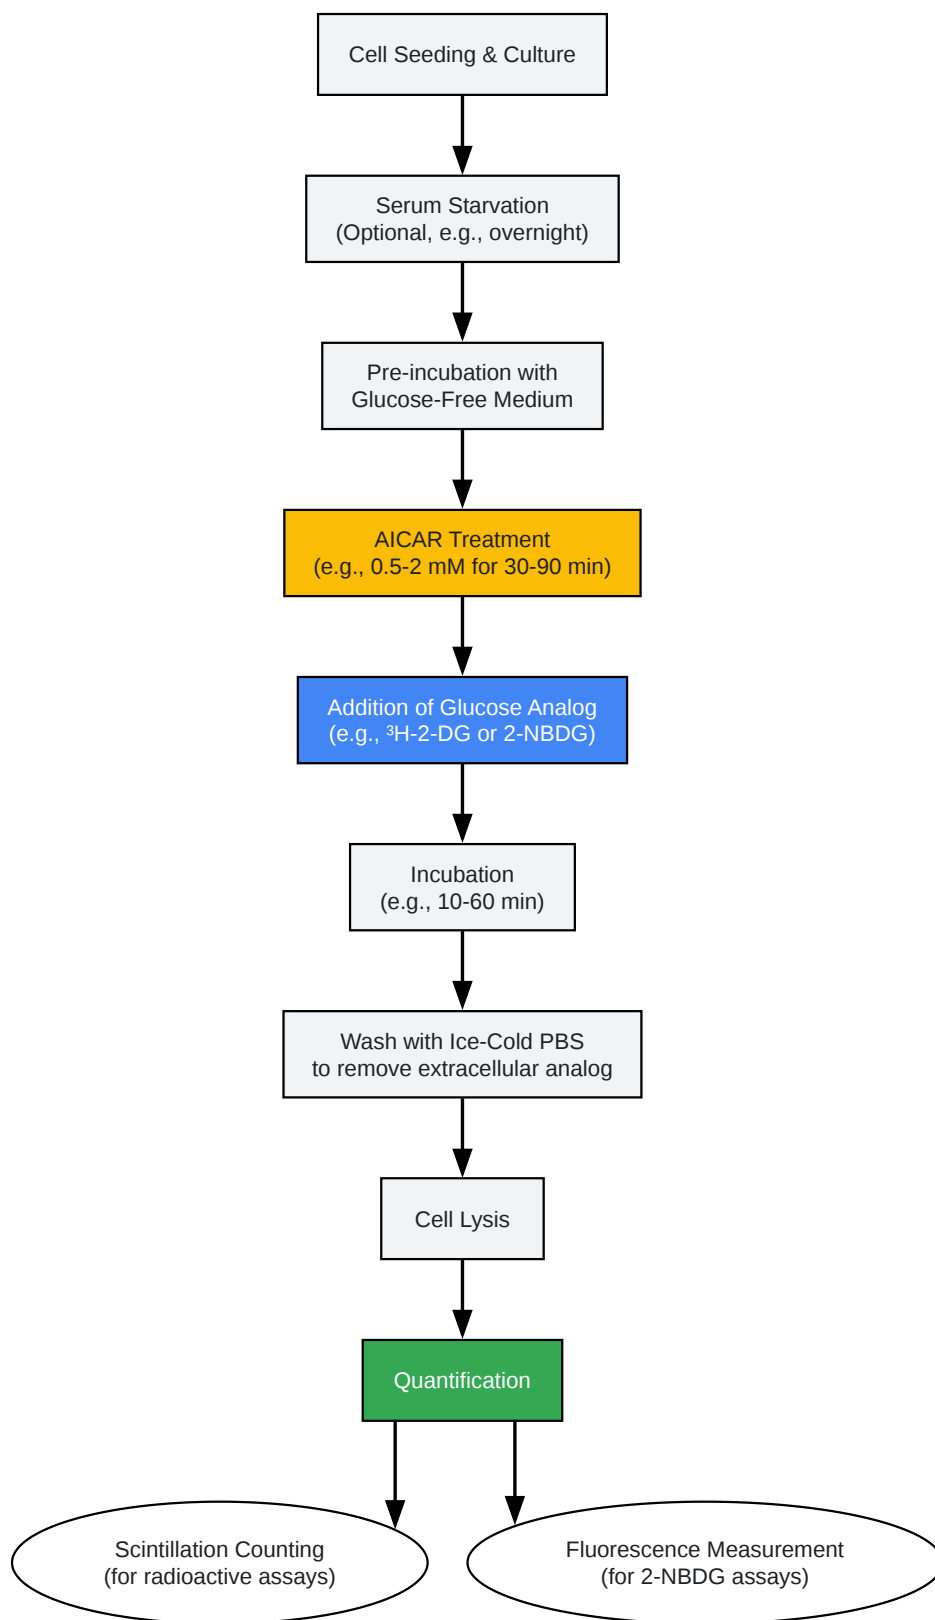 Cell Seeding & Culture
Serum Starvation
(Optional, e.g., overnight)
Pre-incubation with
Glucose-Free Medium
AICAR Treatment
(e.g., 0.5-2 mM for 30-90 min)
Addition of Glucose Analog
(e.g., ³H-2-DG or 2-NBDG)
Incubation
(e.g., 10-60 min)
Wash with Ice-Cold PBS
to remove extracellular analog
Cell Lysis
Quantification
Scintillation Counting
(for radioactive assays)
Fluorescence Measurement
(for 2-NBDG assays)